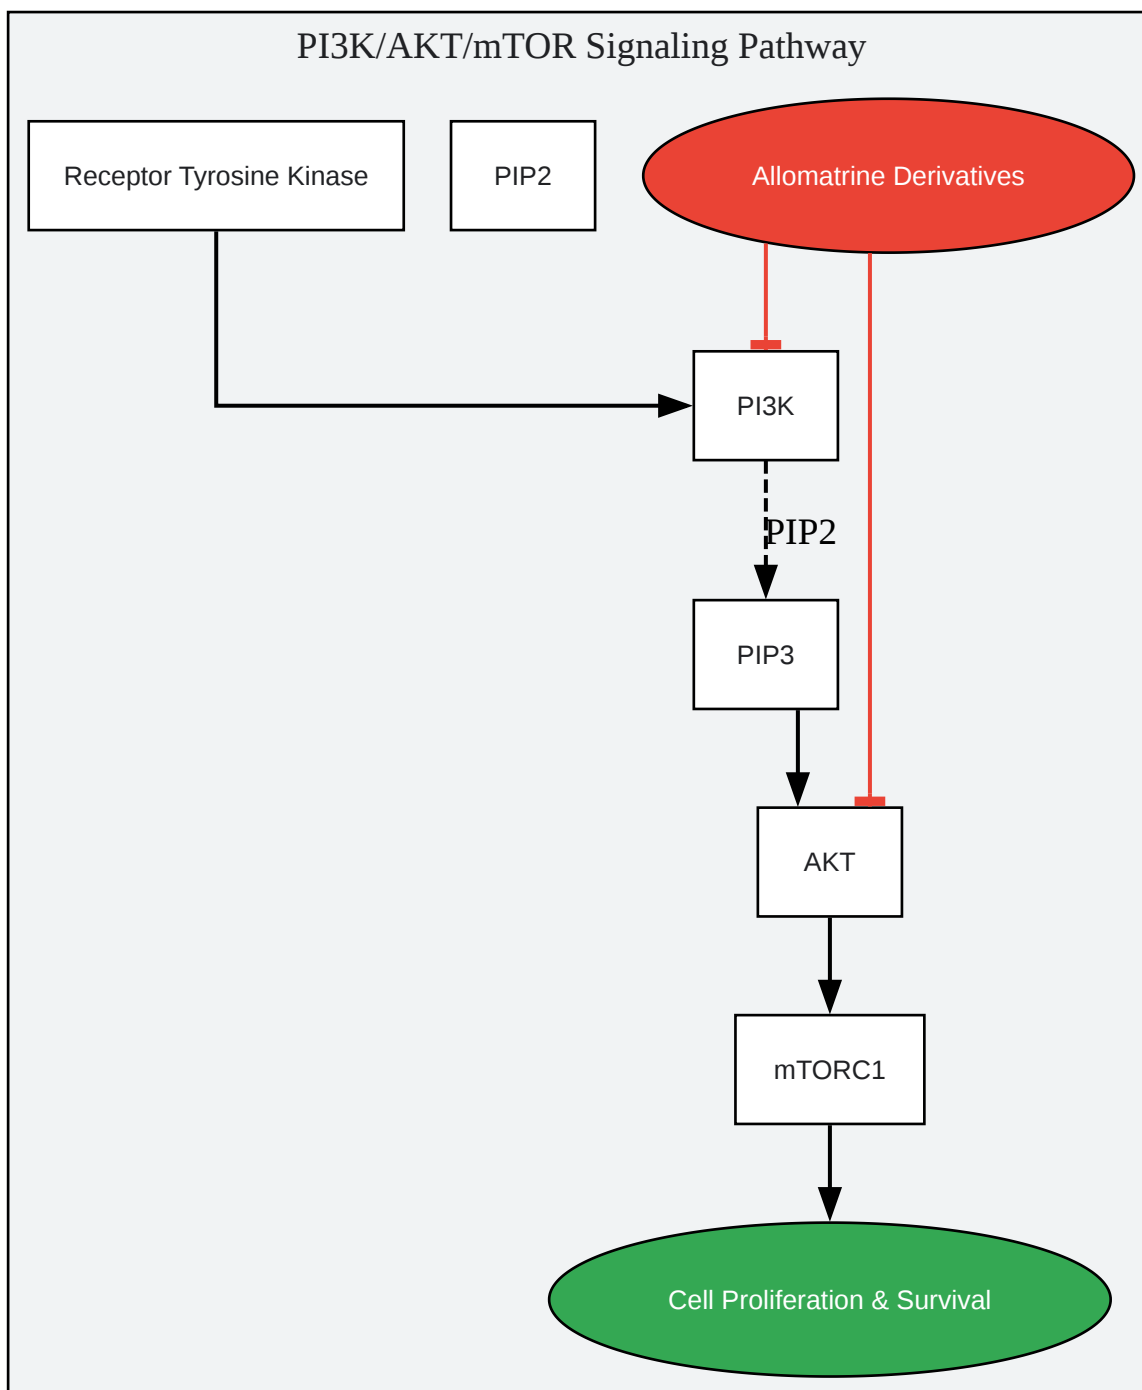 PI3K/AKT/mTOR Signaling Pathway
Receptor Tyrosine Kinase
PIP2
Allomatrine Derivatives
PI3K
PIP2
PIP3
AKT
mTORC1
Cell Proliferation & Survival